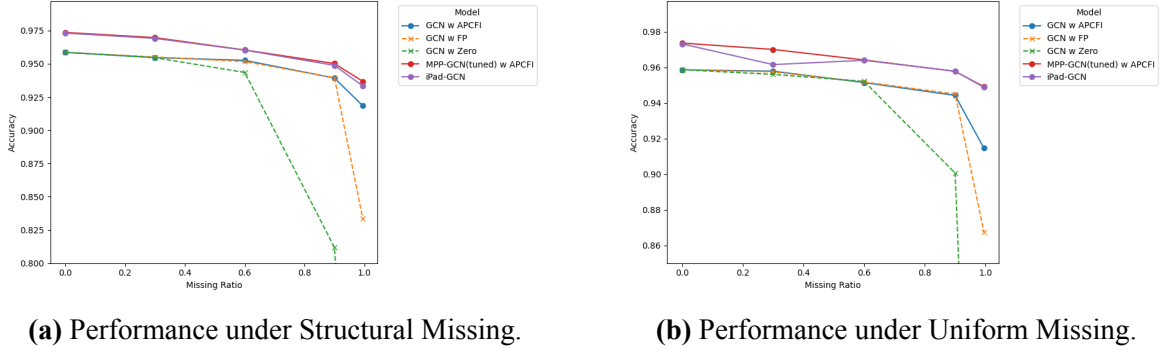 Model
GCN w APCFI
GCN w FP
GCN w Zero
MPP-GCN(tuned) w APCFI
iPad-GCN
0.975
0.950
0.925
0.900
0.875
0.850
0.825
0.800
Accuracy
0.0 0.2 0.4 0.6 0.8 1.0
Missing Ratio
(a) Performance under Structural Missing.
Model
GCN w APCFI
GCN w FP
GCN w Zero
MPP-GCN(tuned) w APCFI
iPad-GCN
0.98
0.96
0.94
0.92
0.90
0.88
0.86
Accuracy
0.0 0.2 0.4 0.6 0.8 1.0
Missing Ratio
(b) Performance under Uniform Missing.